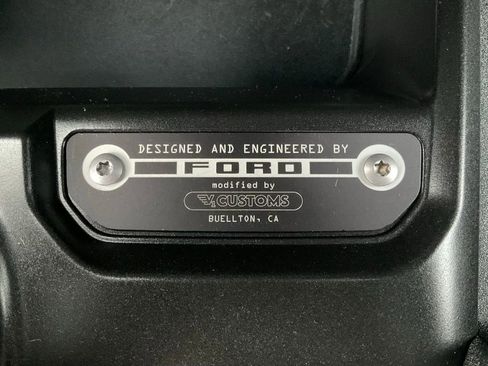 DESIGNED AND ENGINEERED BY
FORD
modified by
CUSTOMS
BUELLTON, CA